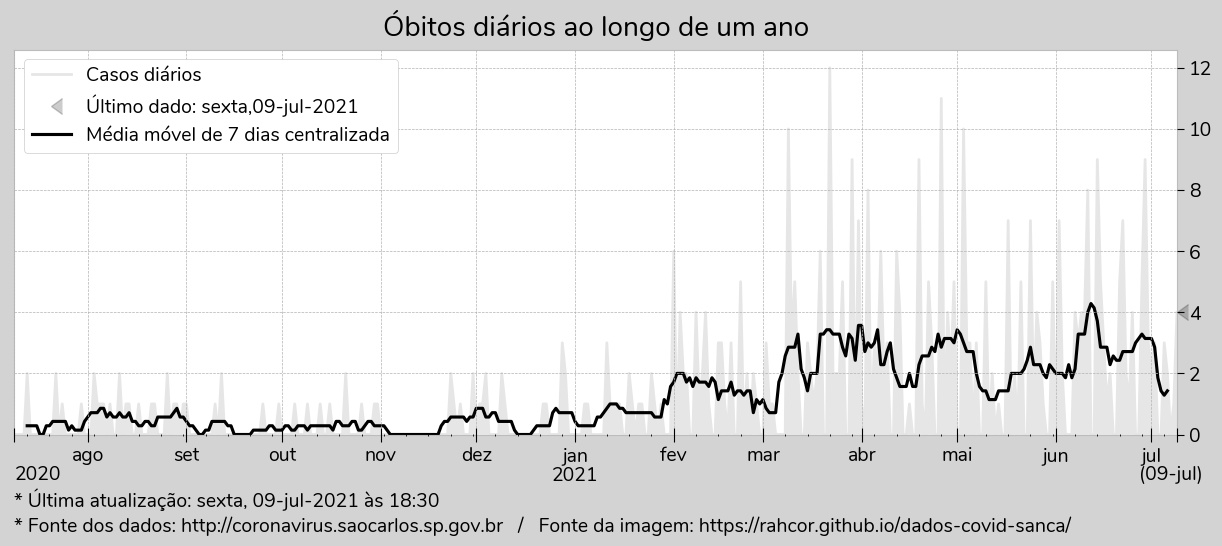 Óbitos diários ao longo de um ano
Casos diários
Último dado: sexta,09-jul-2021
Média móvel de 7 dias centralizada
12
10
8
6
4
2
0
ago set out nov dez jan fev mar abr mai jun jul
2020 2021 (09-jul)
* Última atualização: sexta, 09-jul-2021 às 18:30
* Fonte dos dados: http://coronavirus.saocarlos.sp.gov.br / Fonte da imagem: https://rahcor.github.io/dados-covid-sanca/